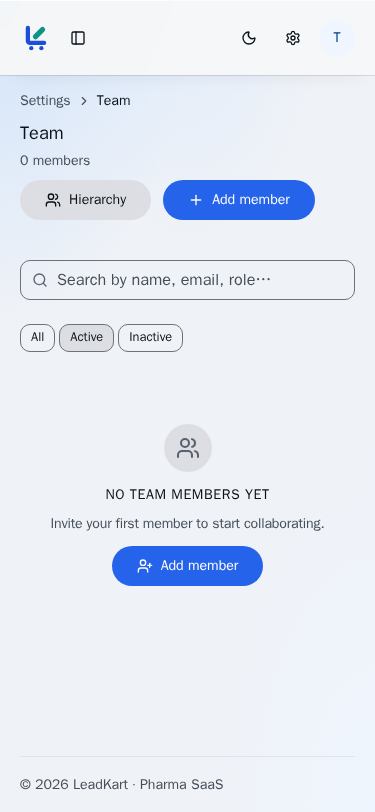 T
Settings > Team
Team
0 members
Hierarchy
Add member
Search by name, email, role…
All
Active
Inactive
NO TEAM MEMBERS YET
Invite your first member to start collaborating.
Add member
© 2026 LeadKart · Pharma SaaS